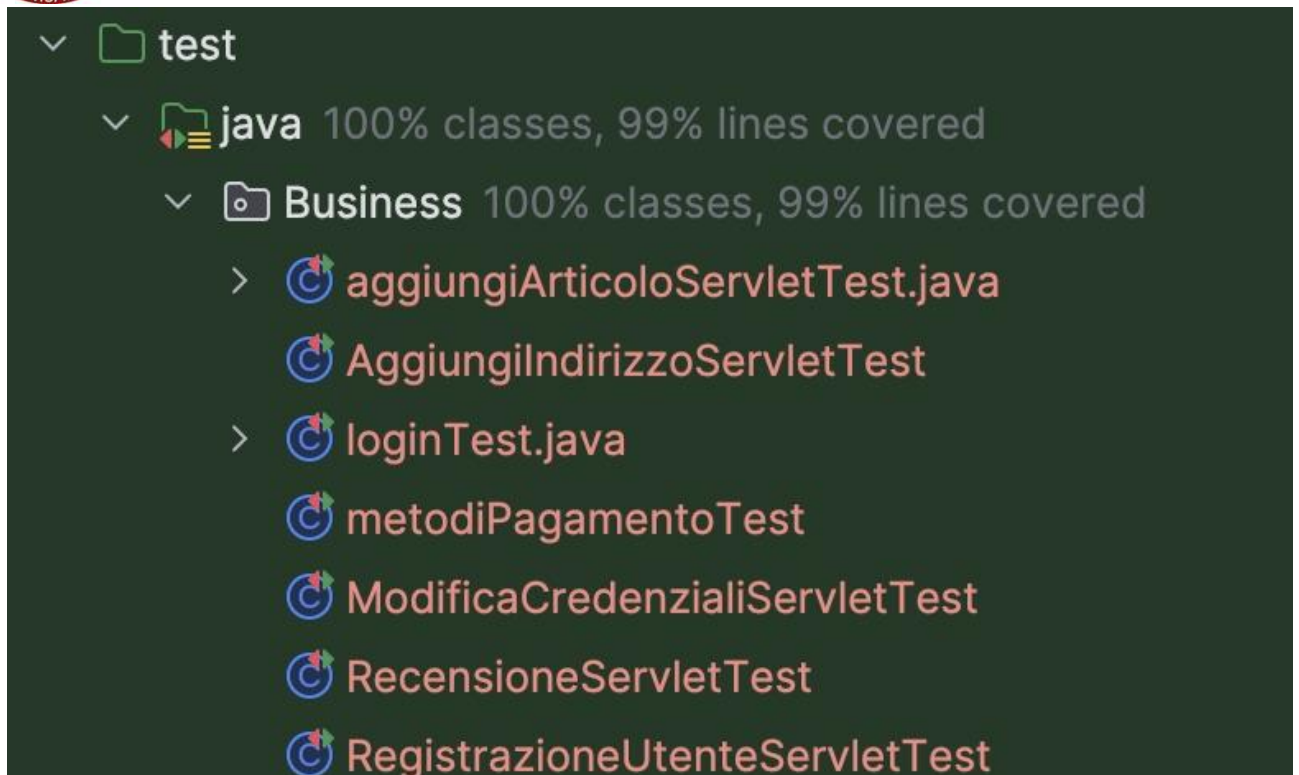 test
java 100% classes, 99% lines covered
Business 100% classes, 99% lines covered
aggiungiArticoloServletTest.java
AggiungiIndirizzoServletTest
loginTest.java
metodiPagamentoTest
ModificaCredenzialiServletTest
RecensioneServletTest
RegistrazioneUtenteServletTest